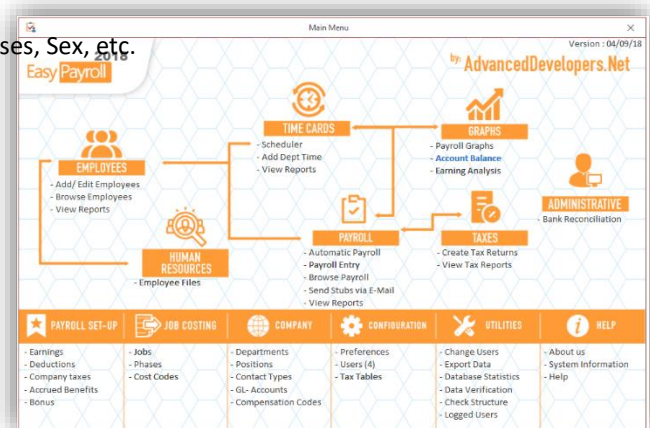 ses, Sex, etc.
Main Menu
Version : 04/09/18
2018
Easy Payroll
by: AdvancedDevelopers.Net
EMPLOYEES
- Add/ Edit Employees
- Browse Employees
- View Reports
HUMAN
RESOURCES
- Employee Files
TIME CARDS
- Scheduler
- Add Dept Time
- View Reports
PAYROLL
- Automatic Payroll
- Payroll Entry
- Browse Payroll
- Send Stubs via E-Mail
- View Reports
GRAPHS
- Payroll Graphs
- Account Balance
- Earning Analysis
TAXES
- Create Tax Returns
- View Tax Reports
ADMINISTRATIVE
- Bank Reconciliation
PAYROLL SET-UP
- Earnings
- Deductions
- Company taxes
- Accrued Benefits
- Bonus
JOB COSTING
- Jobs
- Phases
- Cost Codes
COMPANY
- Departments
- Positions
- Contact Types
- GL- Accounts
- Compensation Codes
CONFIGURATION
- Preferences
- Users (4)
- Tax Tables
UTILITIES
- Change Users
- Export Data
- Database Statistics
- Data Verification
- Check Structure
- Logged Users
HELP
- About us
- System Information
- Help